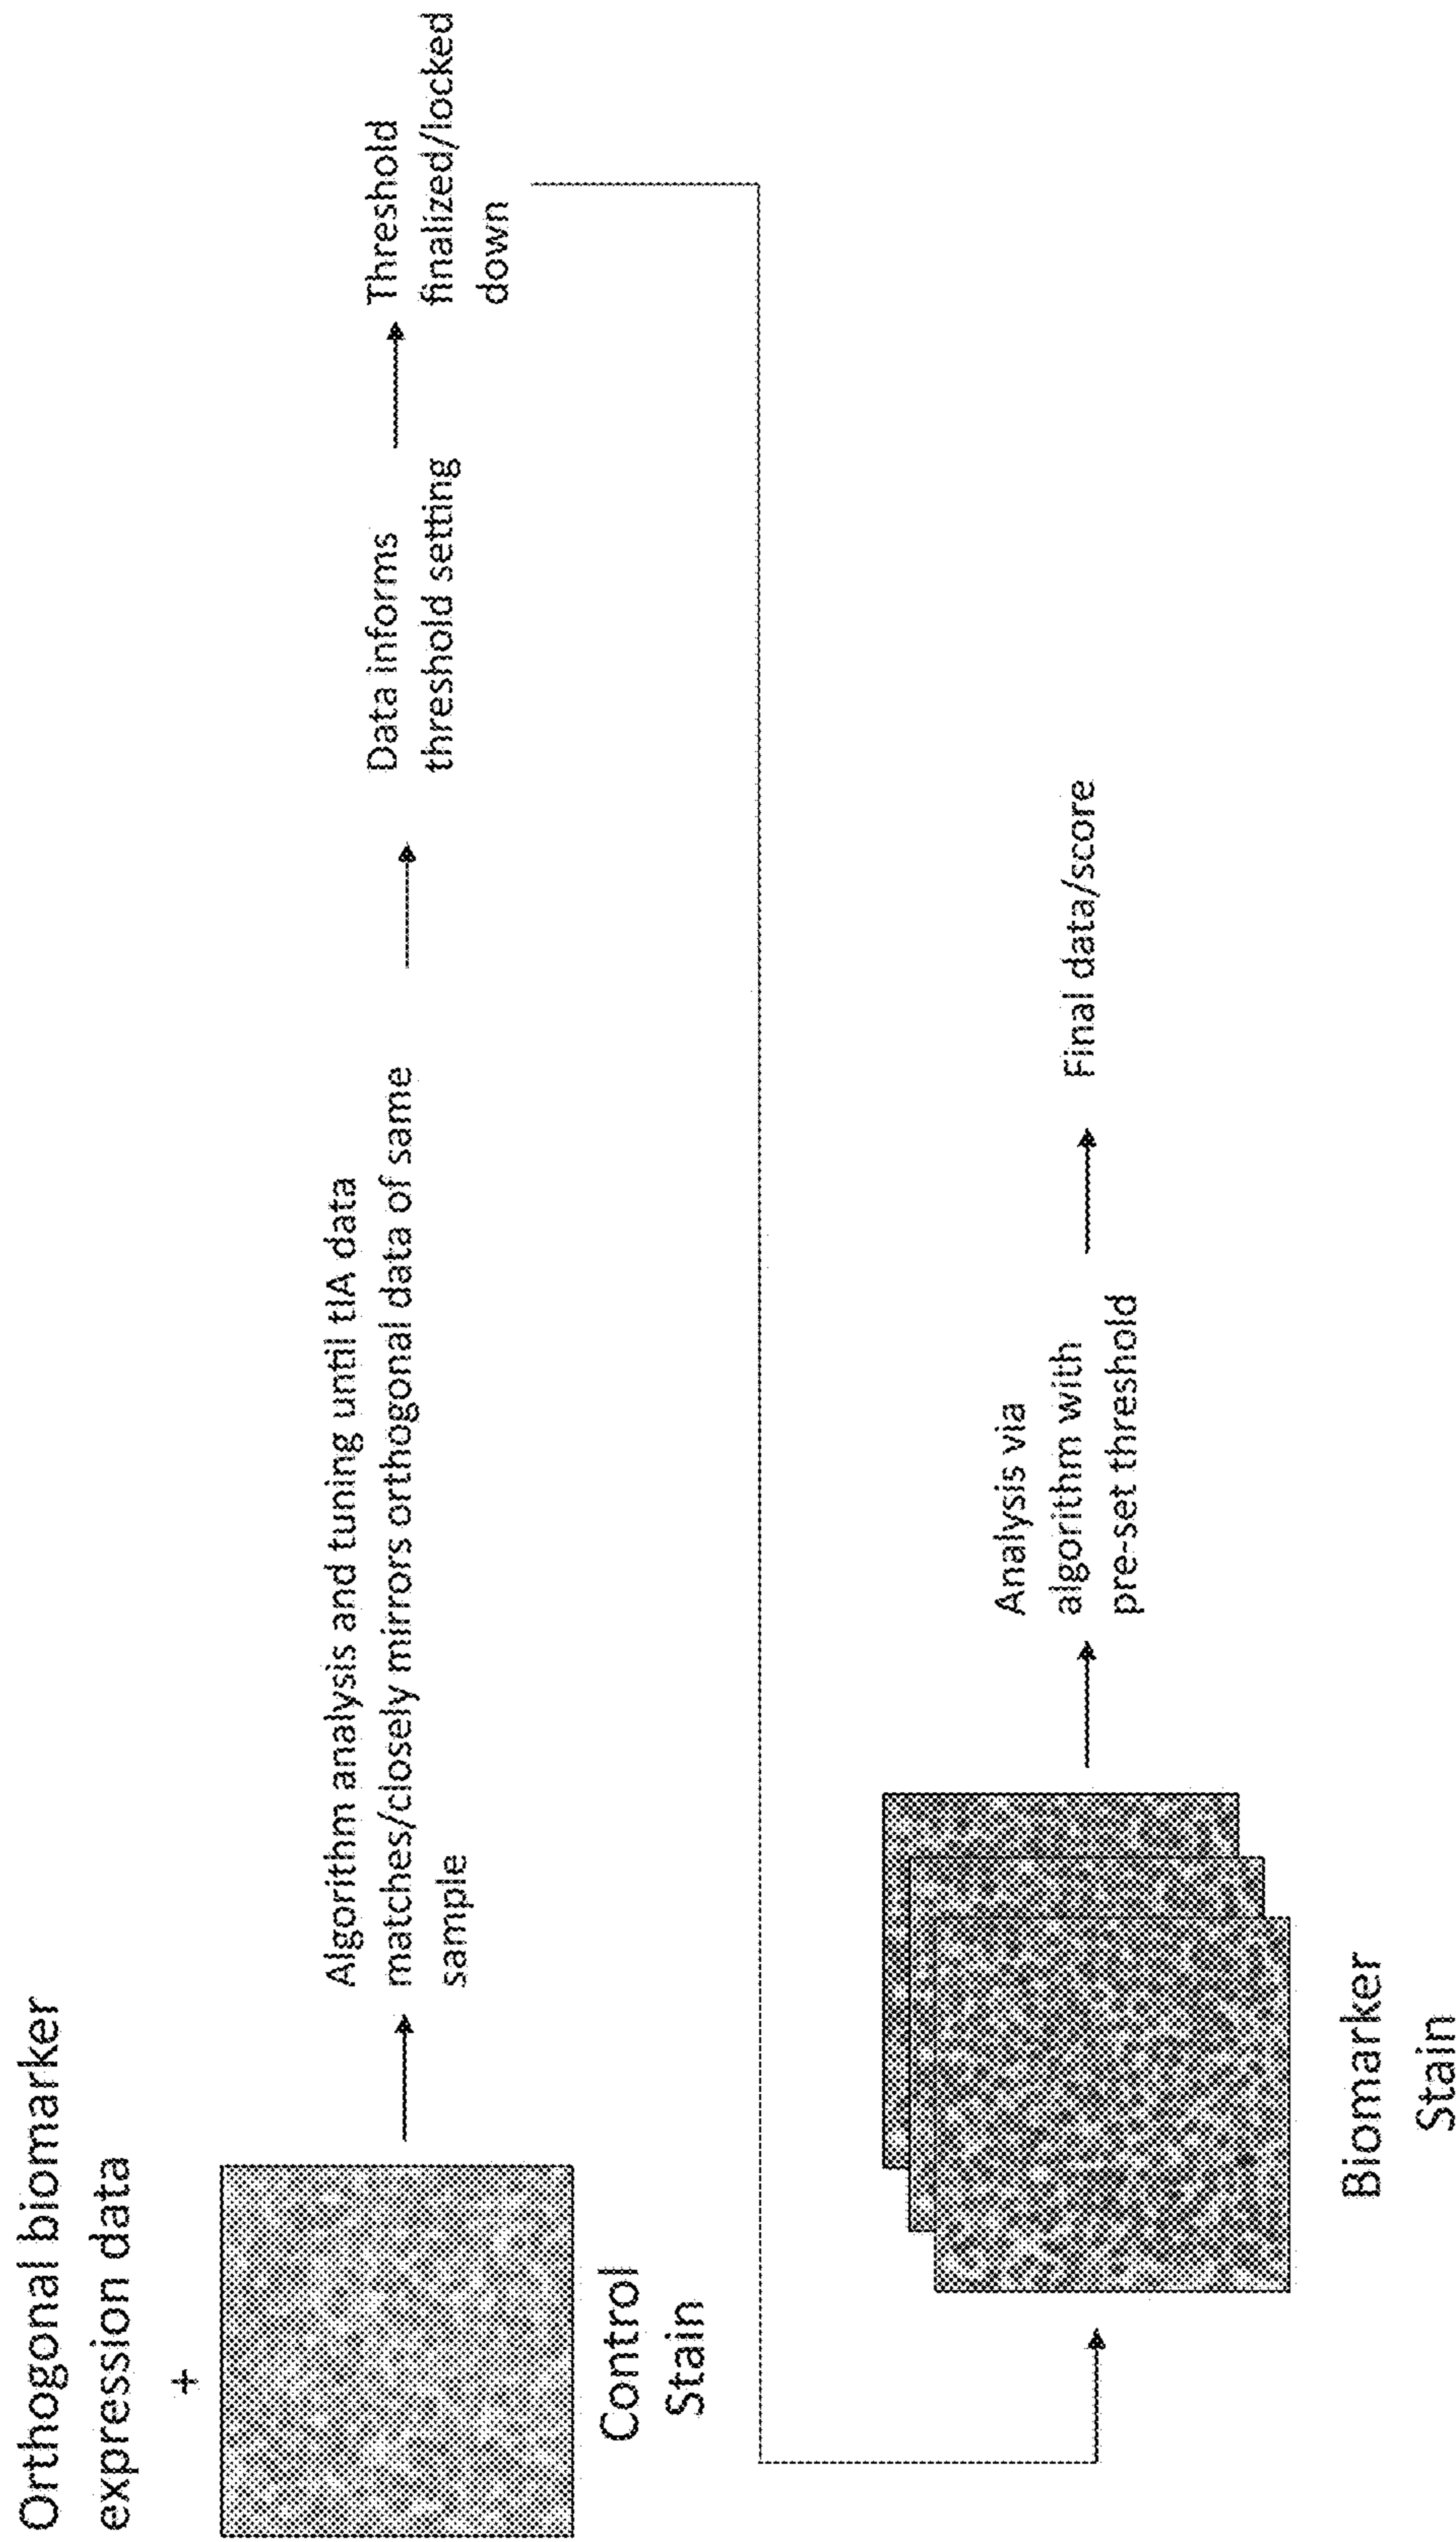 Orthogonal biomarker
expression data
+
Control
Stain
Algorithm analysis and tuning until tIA data
matches/closely mirrors orthogonal data of same
sample
Data informs
threshold setting
Threshold
finalized/locked
down
Biomarker
Stain
Analysis via
algorithm with
pre-set threshold
Final data/score